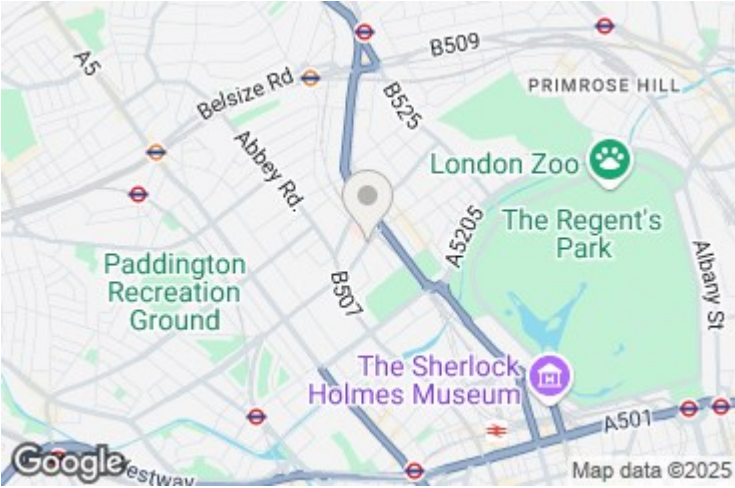 A5
B509
Belsize Rd
B525
PRIMROSE HILL
Abbey Rd.
London Zoo
A5205
The Regent's
Park
Albany St
Paddington
Recreation
Ground
B507
The Sherlock
Holmes Museum
A501
Google
Westway
Map data ©2025